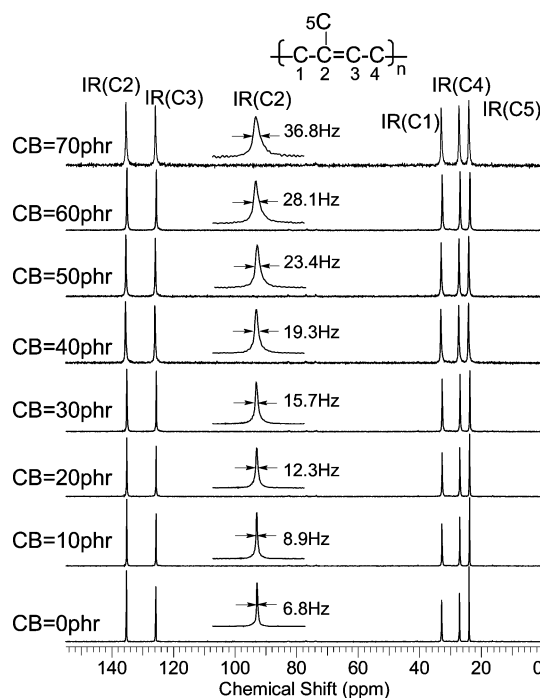 5C
(C-C=C-C)n
1 2 3 4
IR(C2) IR(C3) IR(C2) IR(C1) IR(C4) IR(C5)
CB=70phr 36.8Hz
CB=60phr 28.1Hz
CB=50phr 23.4Hz
CB=40phr 19.3Hz
CB=30phr 15.7Hz
CB=20phr 12.3Hz
CB=10phr 8.9Hz
CB=0phr 6.8Hz
140 120 100 80 60 40 20 0
Chemical Shift (ppm)